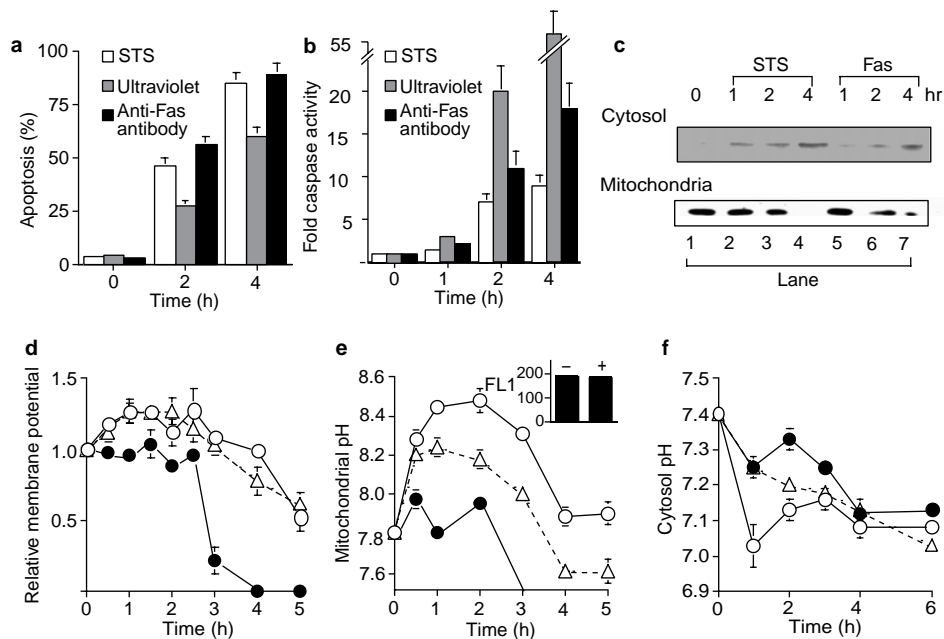 a
100
75
50
25
0
Apoptosis (%)
STS
Ultraviolet
Anti-Fas
antibody
0
2
4
Time (h)
b
55
20
15
10
5
Fold caspase activity
STS
Ultraviolet
Anti-Fas
antibody
0
1
2
4
Time (h)
c
STS
Fas
0 1 2 4 1 2 4 hr
Cytosol
Mitochondria
1 2 3 4 5 6 7
Lane
d
1.5
1.0
0.5
Relative membrane potential
0 1 2 3 4 5
Time (h)
e
8.6
8.4
8.2
8.0
7.8
7.6
Mitochondrial pH
FL1
200
100
0
– +
0 1 2 3 4 5
Time (h)
f
7.5
7.4
7.3
7.2
7.1
7.0
6.9
Cytosol pH
0 2 4 6
Time (h)